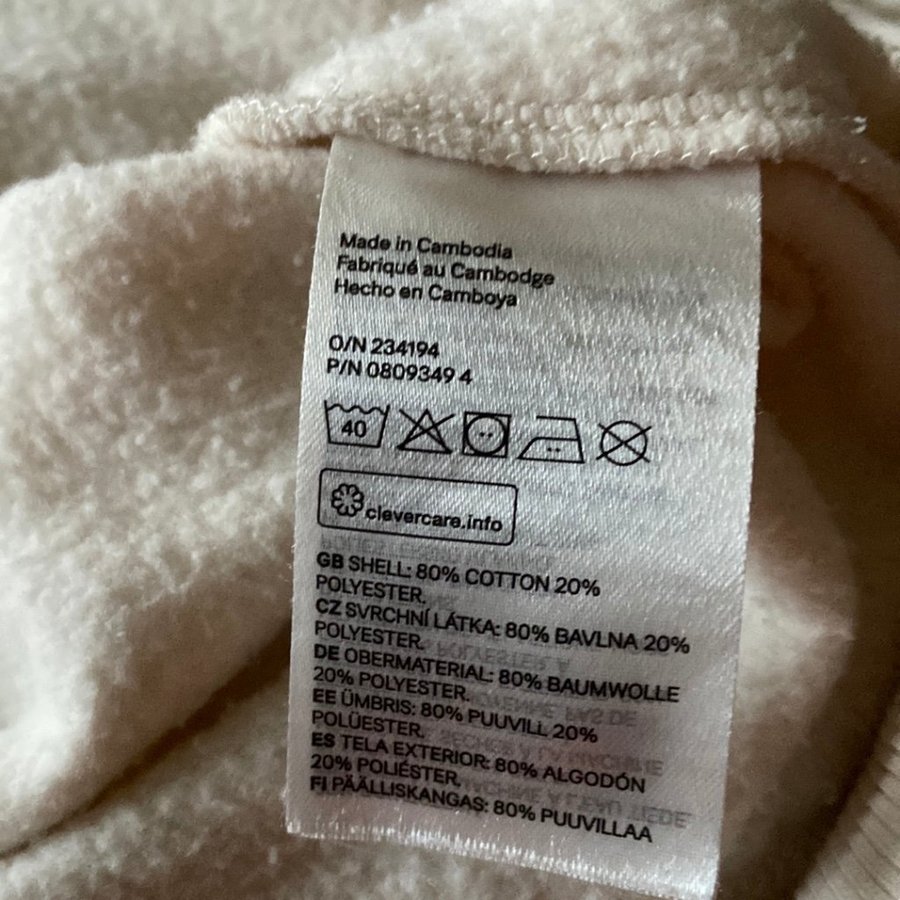 Made in Cambodia
Fabriqué au Cambodge
Hecho en Camboya
O/N 234194
P/N 0809349 4
40
clevercare.info
GB SHELL: 80% COTTON 20%
POLYESTER.
CZ SVRCHNÍ LÁTKA: 80% BAVLNA 20%
POLYESTER.
DE OBERMATERIAL: 80% BAUMWOLLE
20% POLYESTER.
EE ÜMBRIS: 80% PUUVILL 20%
POLÜESTER.
ES TELA EXTERIOR: 80% ALGODÓN
20% POLIÉSTER.
FI PÄÄLLISKANGAS: 80% PUUVILLAA